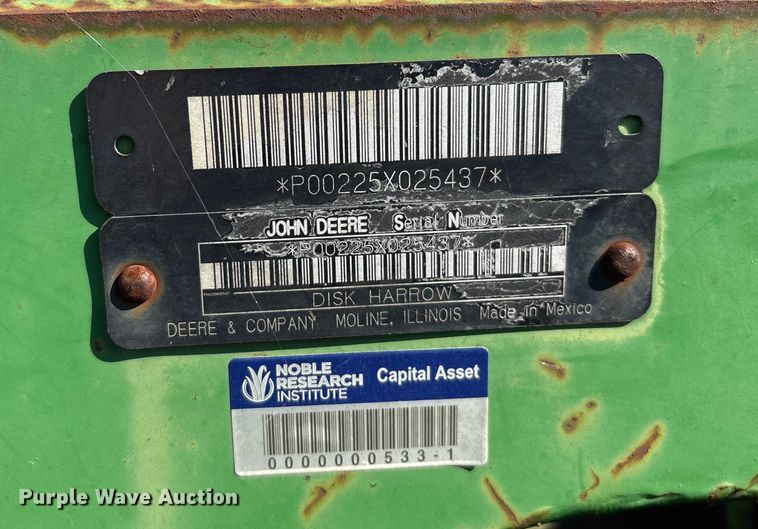 *P00225X025437*
JOHN DEERE Serial Number
*P00225X025437*
DISK HARROW
DEERE & COMPANY MOLINE, ILLINOIS Made in Mexico
NOBLE RESEARCH INSTITUTE Capital Asset
0000000533-1
Purple Wave Auction